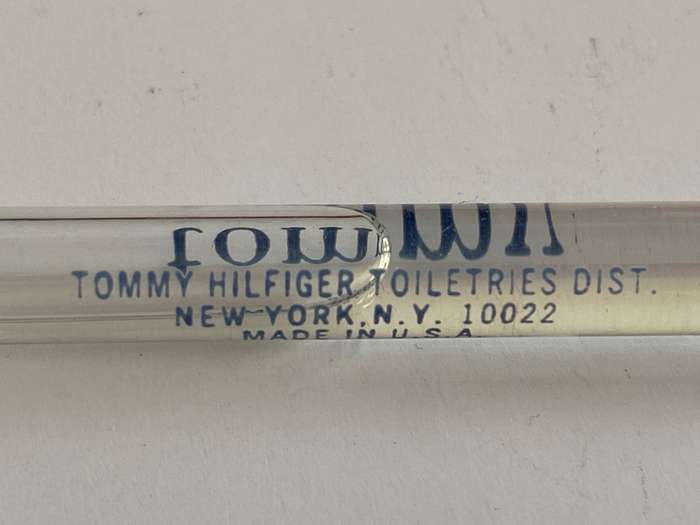 TOMMY HILFIGER TOILETRIES DIST.
NEW YORK, N.Y. 10022
MADE IN U.S.A.